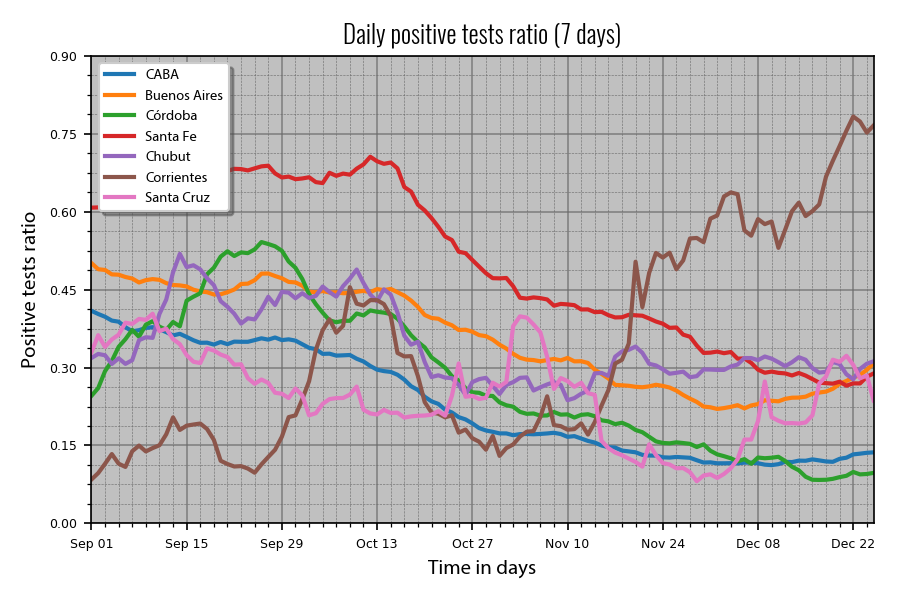 Daily positive tests ratio (7 days)
0.90
0.75
0.60
0.45
0.30
0.15
0.00
Positive tests ratio
CABA
Buenos Aires
Córdoba
Santa Fe
Chubut
Corrientes
Santa Cruz
Sep 01 Sep 15 Sep 29 Oct 13 Oct 27 Nov 10 Nov 24 Dec 08 Dec 22
Time in days